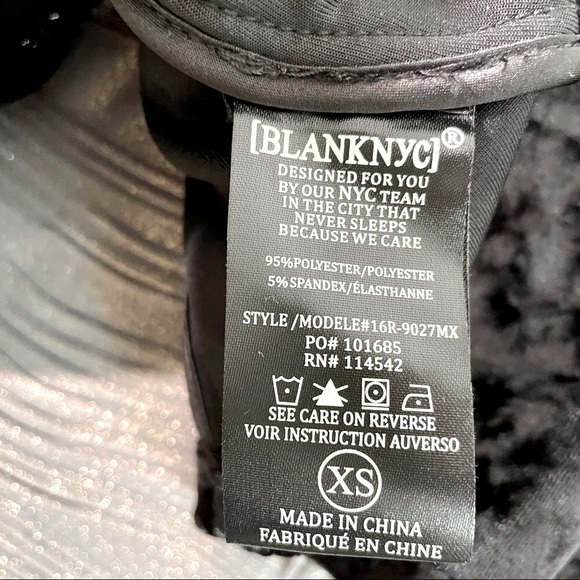 [BLANKNYC]®
DESIGNED FOR YOU
BY OUR NYC TEAM
IN THE CITY THAT
NEVER SLEEPS
BECAUSE WE CARE
95%POLYESTER/POLYESTER
5%SPANDEX/ÉLASTHANNE
STYLE /MODELE#16R-9027MX
PO# 101685
RN# 114542
SEE CARE ON REVERSE
VOIR INSTRUCTION AUVERSO
XS
MADE IN CHINA
FABRIQUÉ EN CHINE